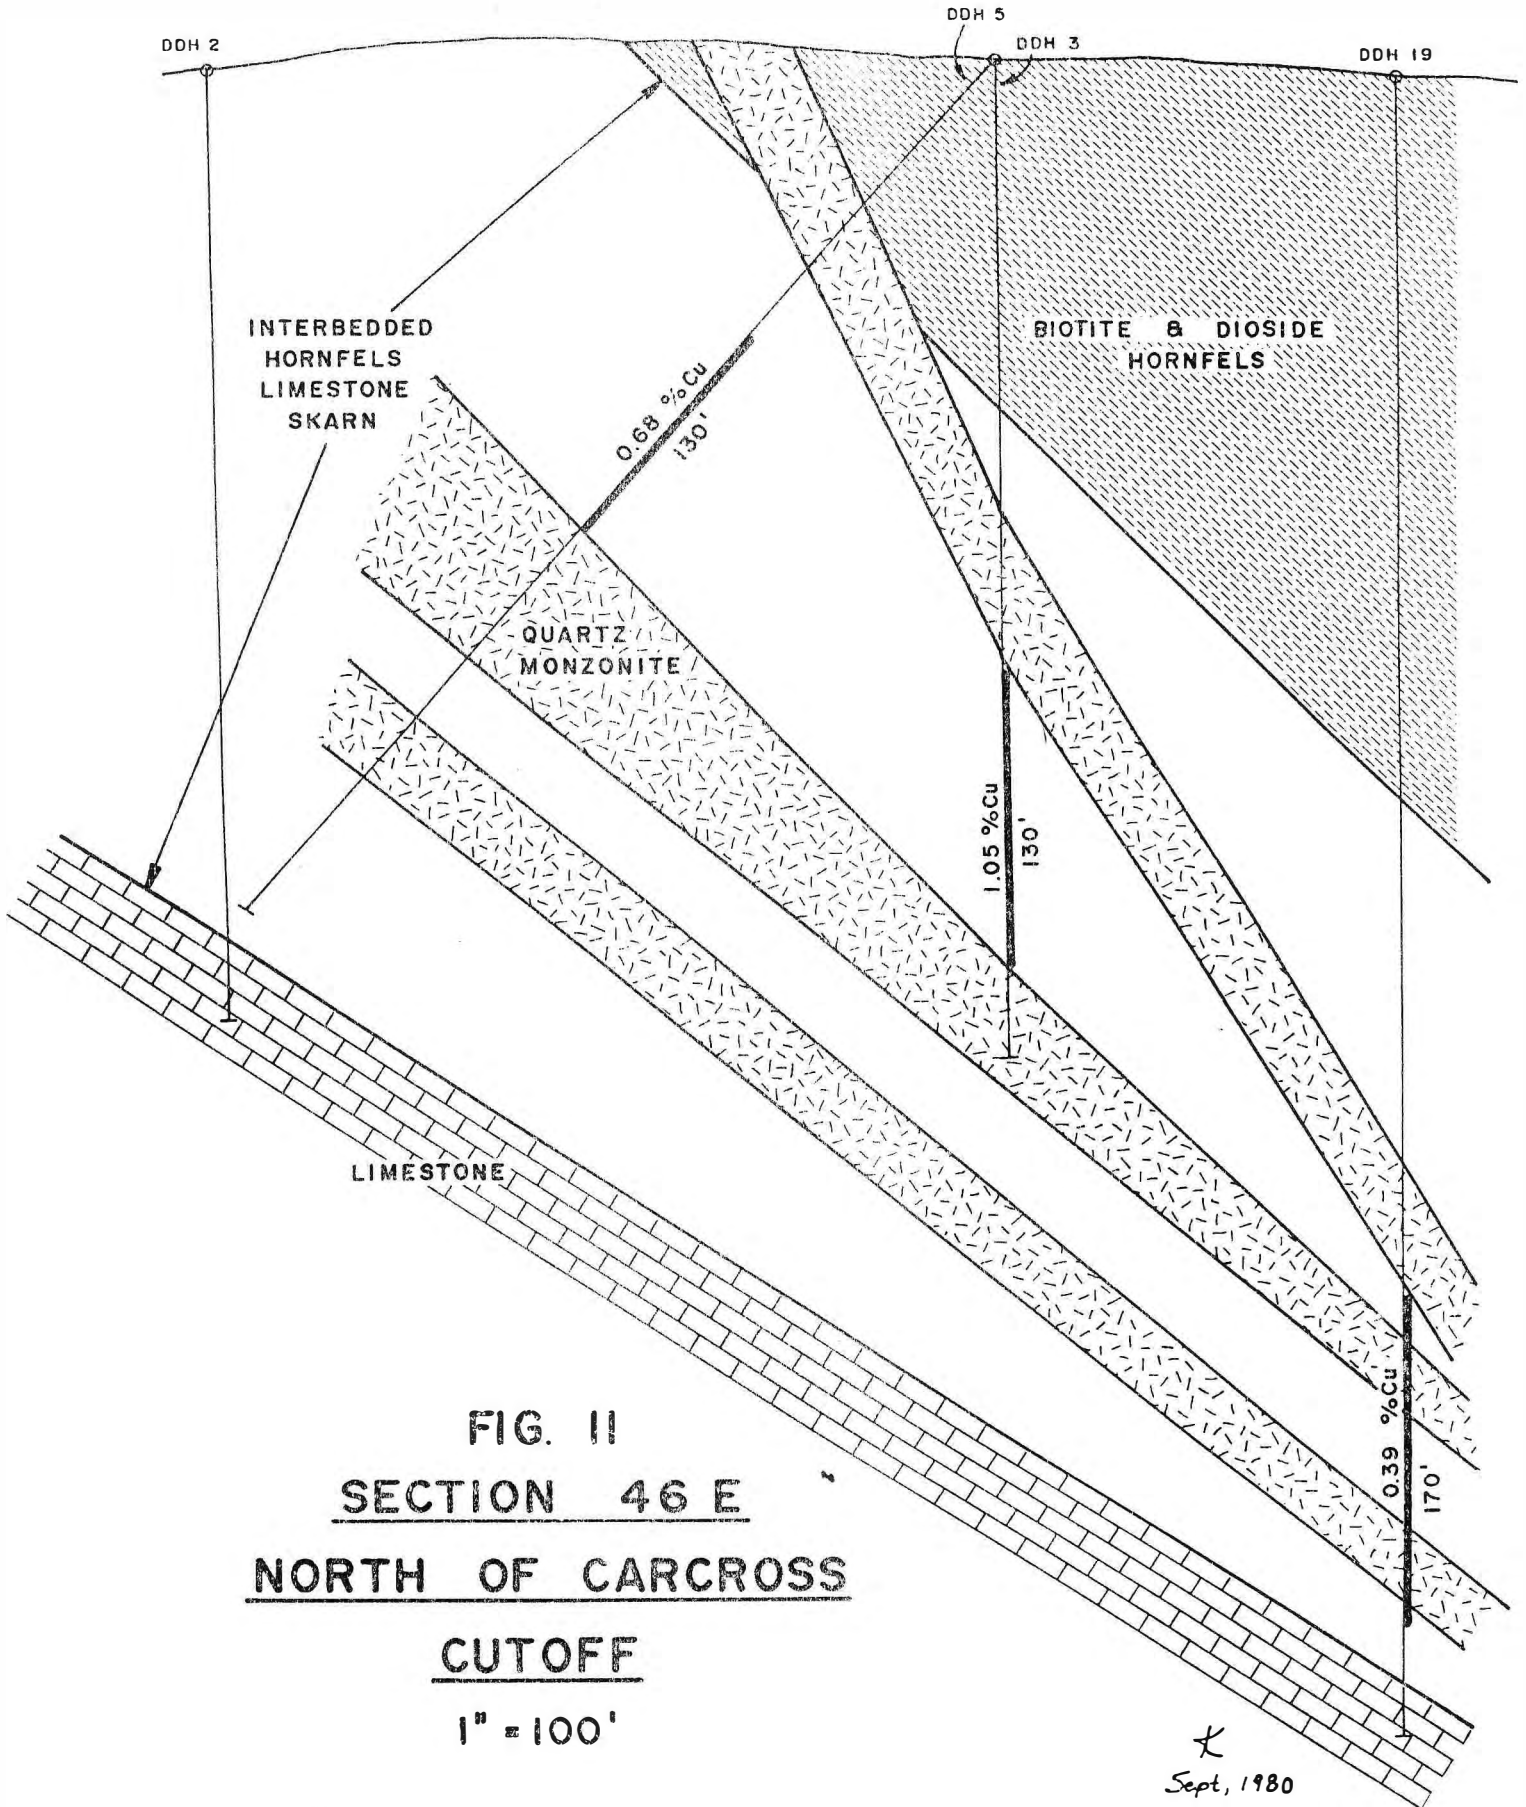 DDH 2
DDH 5
DDH 3
DDH 19
INTERBEDDED
HORNFELS
LIMESTONE
SKARN
BIOTITE & DIOSIDE
HORNFELS
0.68 % Cu
130'
QUARTZ
MONZONITE
1.05 % Cu
130'
LIMESTONE
0.39 % Cu
170'
FIG. 11
SECTION 46 E
NORTH OF CARCROSS
CUTOFF
1" = 100'
Sept, 1980